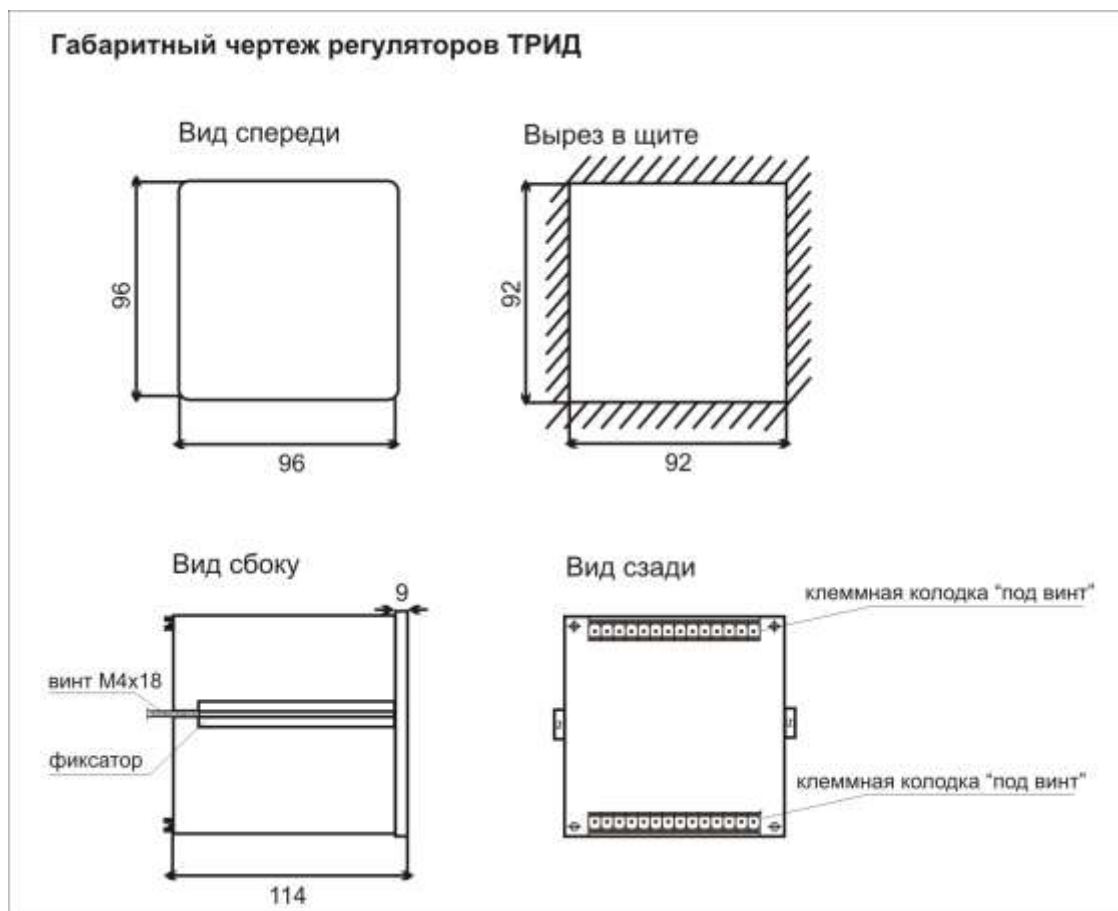 Габаритный чертеж регуляторов ТРИД
Вид спереди
96
96
Вырез в щите
92
92
Вид сбоку
9
винт М4х18
фиксатор
114
Вид сзади
клеммная колодка "под винт"
клеммная колодка "под винт"